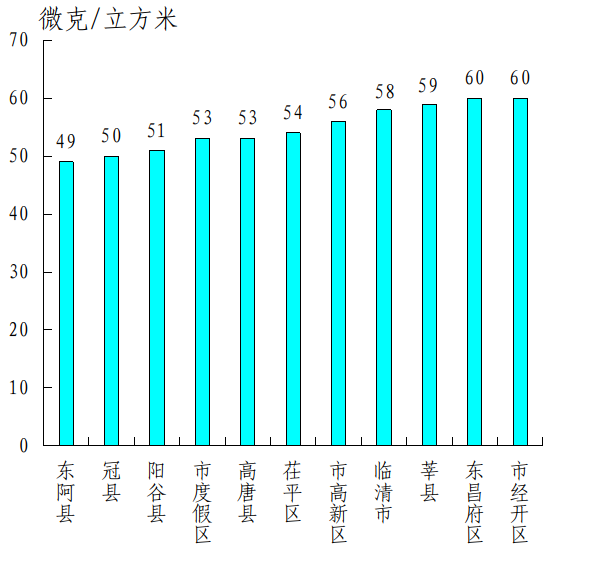 微克/立方米
70
60
50
40
30
20
10
0
49
50
51
53
53
54
56
58
59
60
60
东阿县
冠县
阳谷县
市度假区
高唐县
茌平区
市高新区
临清市
莘县
东昌府区
市经开区